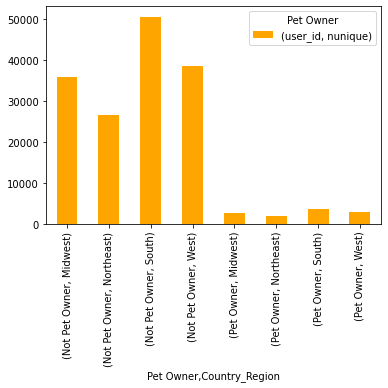 Pet Owner
(user_id, nunique)
50000
40000
30000
20000
10000
0
(Not Pet Owner, Midwest)
(Not Pet Owner, Northeast)
(Not Pet Owner, South)
(Not Pet Owner, West)
(Pet Owner, Midwest)
(Pet Owner, Northeast)
(Pet Owner, South)
(Pet Owner, West)
Pet Owner,Country_Region